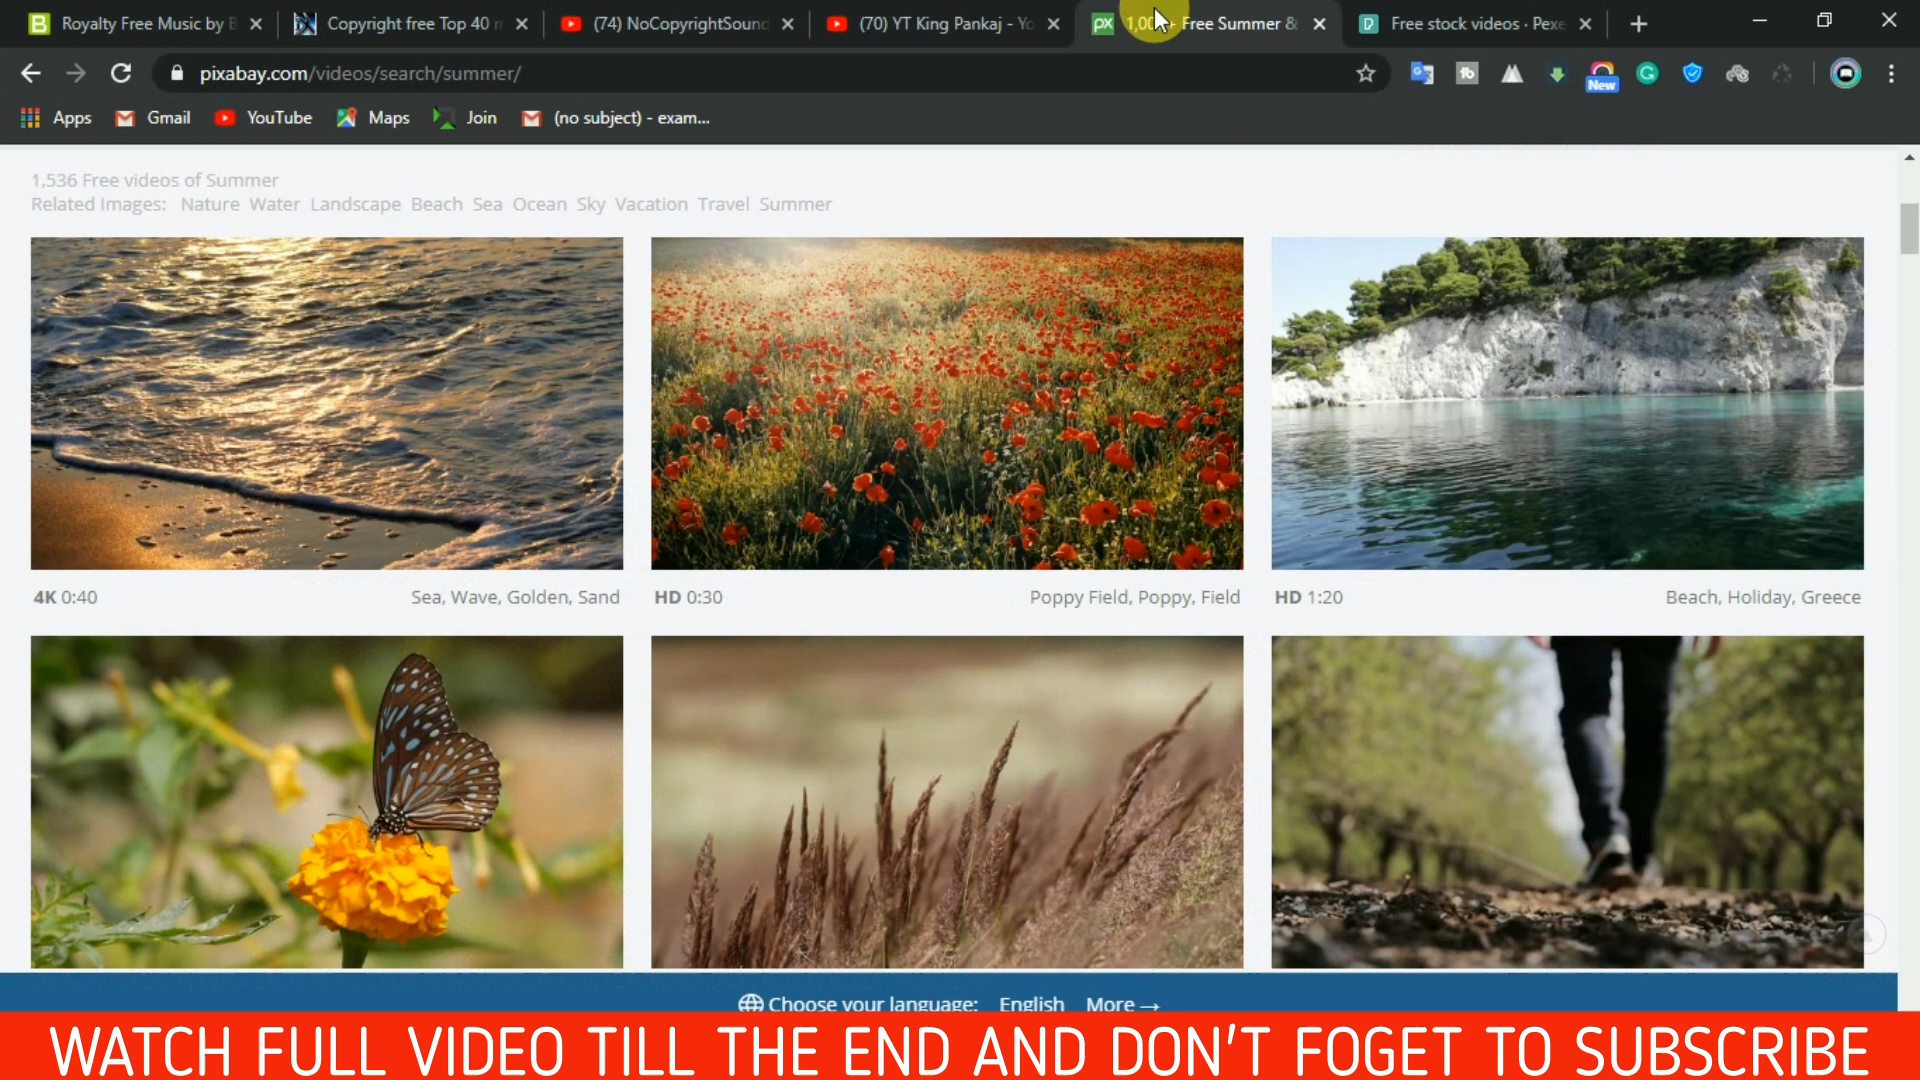 Royalty Free Music by
Copyright free Top 40
(74) NoCopyrightSound
(70) YT King Pankaj - Yo
Free Summer &
Free stock videos · Pexe
pixabay.com/videos/search/summer/
New
Apps
Gmail
YouTube
Maps
Join
(no subject) - exam...
1,536 Free videos of Summer
Related Images: Nature Water Landscape Beach Sea Ocean Sky Vacation Travel Summer
4K 0:40
Sea, Wave, Golden, Sand
HD 0:30
Poppy Field, Poppy, Field
HD 1:20
Beach, Holiday, Greece
Choose your language: English More →
WATCH FULL VIDEO TILL THE END AND DON'T FOGET TO SUBSCRIBE